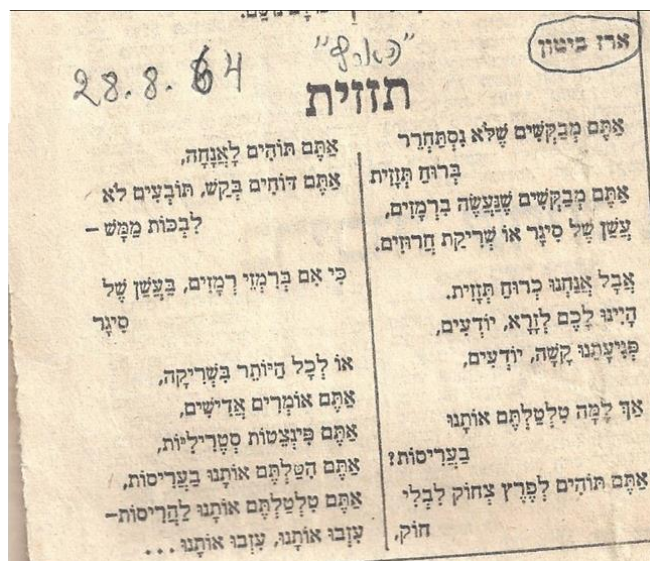 ארז ביטון
"הארץ"
28.8.64
תזזית
אַתֶּם מְבַקְּשִׁים שֶׁלֹּא נִסְתַּחְרֵר
בְּרוּחַ תְּזָזִית
אַתֶּם מְבַקְּשִׁים שֶׁנַּעֲשֶׂה בִרְמָזִים,
עֲשַׁן שֶׁל סִיגָר אוֹ שְׁרִיקַת חֲרוּזִים.
אֲבָל אֲנַחְנוּ כְּרוּחַ תְּזָזִית.
הָיִינוּ לָכֶם לְזָרָא, יוֹדְעִים,
פְּגִיעָתֵנוּ קָשָׁה, יוֹדְעִים,
אַךְ לָמָּה טִלְטַלְתֶּם אוֹתָנוּ
בַּעֲרִיסוֹת?
אַתֶּם תּוֹהִים לְפֶרֶץ צְחוֹק לִבְלִי
חוֹק,
אַתֶּם תּוֹהִים לָאֲנָחָה,
אַתֶּם דּוֹחִים בְּקַשׁ, תּוֹבְעִים לֹא
לִבְכּוֹת מַמָּשׁ –
כִּי אִם בְּרִמְזֵי רְמָזִים, בַּעֲשַׁן שֶׁל
סִיגָר
אוֹ לְכָל הַיּוֹתֵר בִּשְׁרִיקָה,
אַתֶּם אוֹמְרִים אֲדִישִׁים,
אַתֶּם פִּינְצֵטוֹת סְטֵרִילִיּוֹת,
אַתֶּם הִטַּלְתֶּם אוֹתָנוּ בַּעֲרִיסוֹת,
אַתֶּם טִלְטַלְתֶּם אוֹתָנוּ לַהֲרִיסוֹת–
עִזְבוּ אוֹתָנוּ, עִזְבוּ אוֹתָנוּ ...